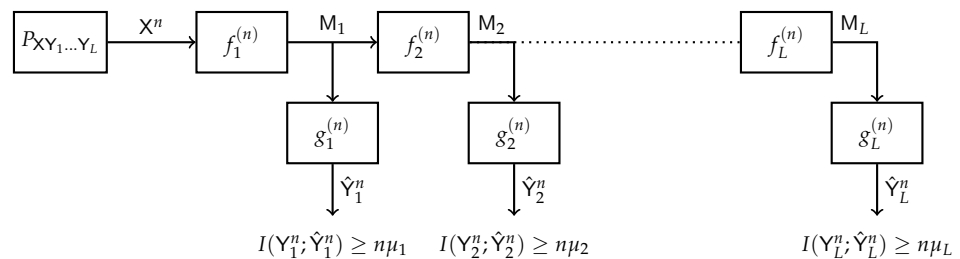 P_{XY_1...Y_L} X^n f_1^{(n)} M_1 f_2^{(n)} M_2 f_L^{(n)} M_L
g_1^{(n)} g_2^{(n)} g_L^{(n)}
Ŷ_1^n Ŷ_2^n Ŷ_L^n
I(Y_1^n; Ŷ_1^n) ≥ nμ_1 I(Y_2^n; Ŷ_2^n) ≥ nμ_2 I(Y_L^n; Ŷ_L^n) ≥ nμ_L